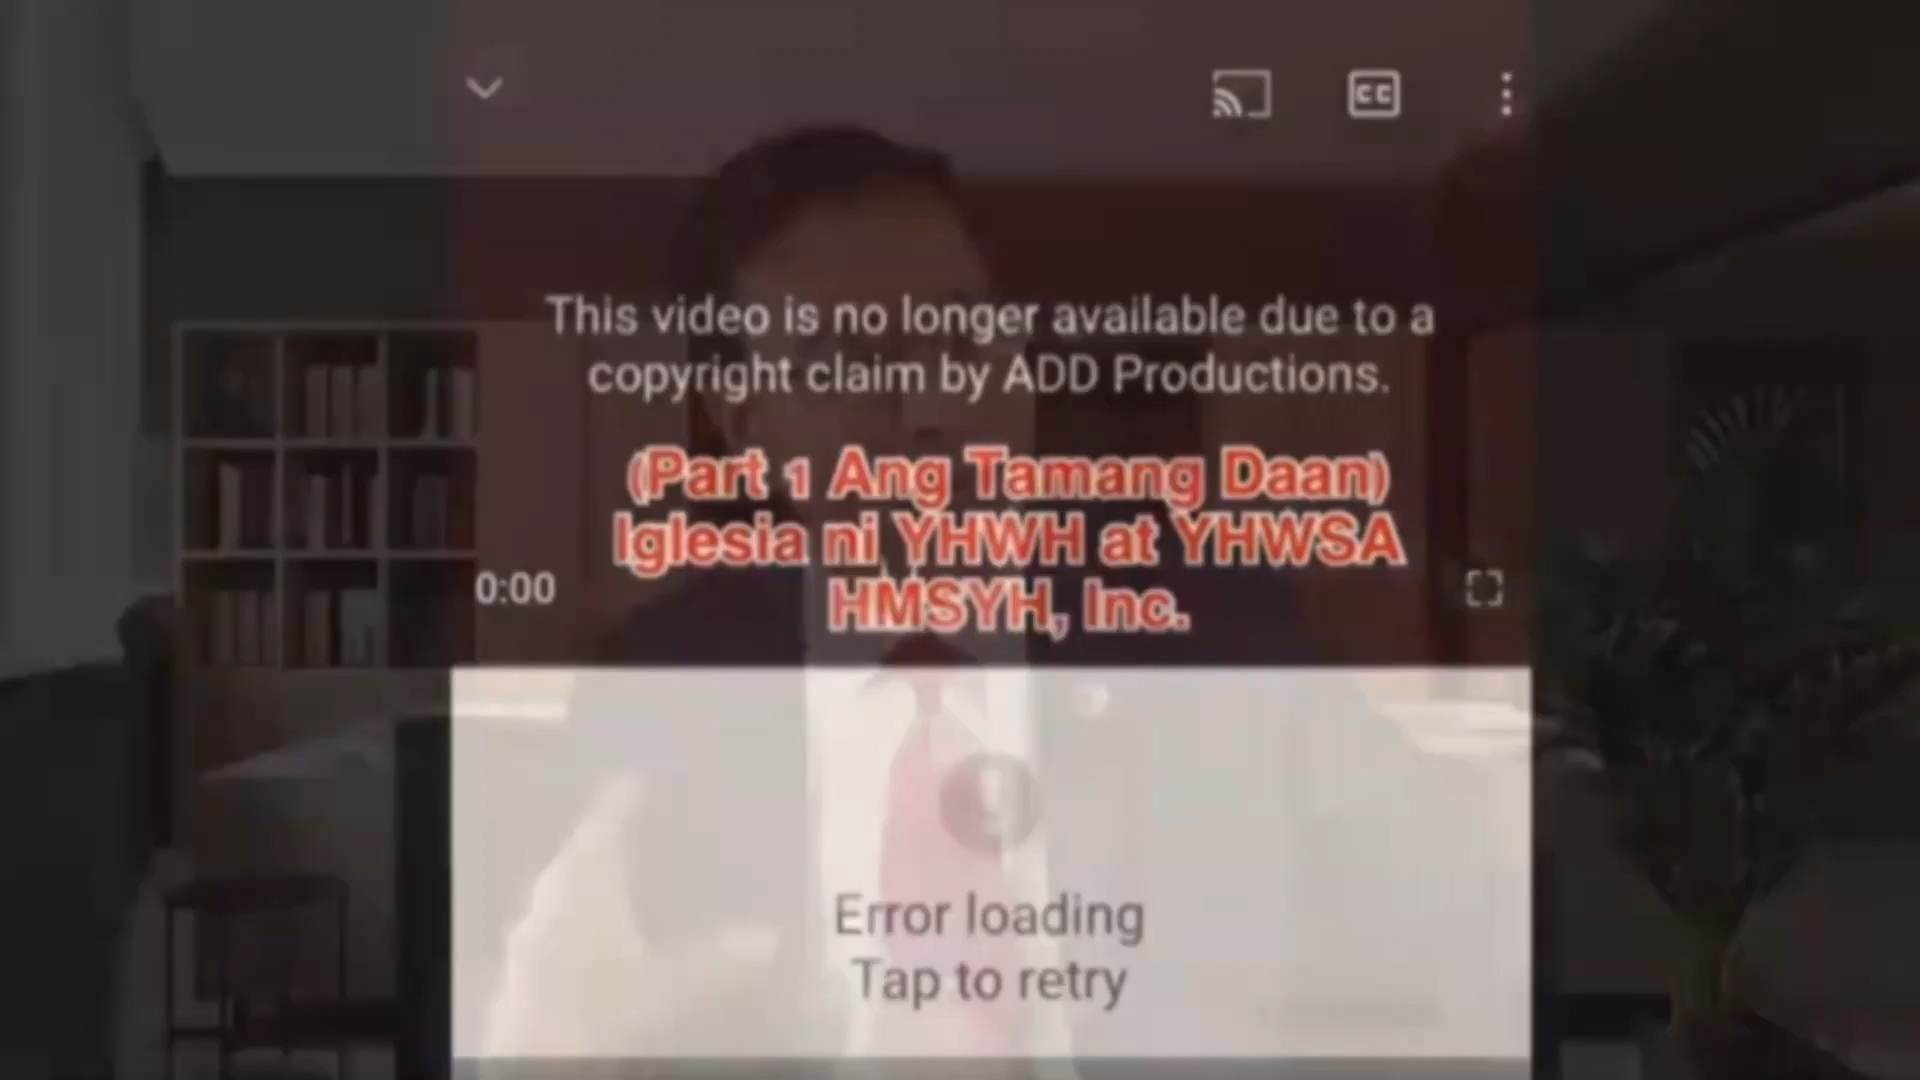 CC
This video is no longer available due to a
copyright claim by ADD Productions.
(Part 1 Ang Tamang Daan)
Iglesia ni YHWH at YHWSA
HMSYH, Inc.
0:00
Error loading
Tap to retry